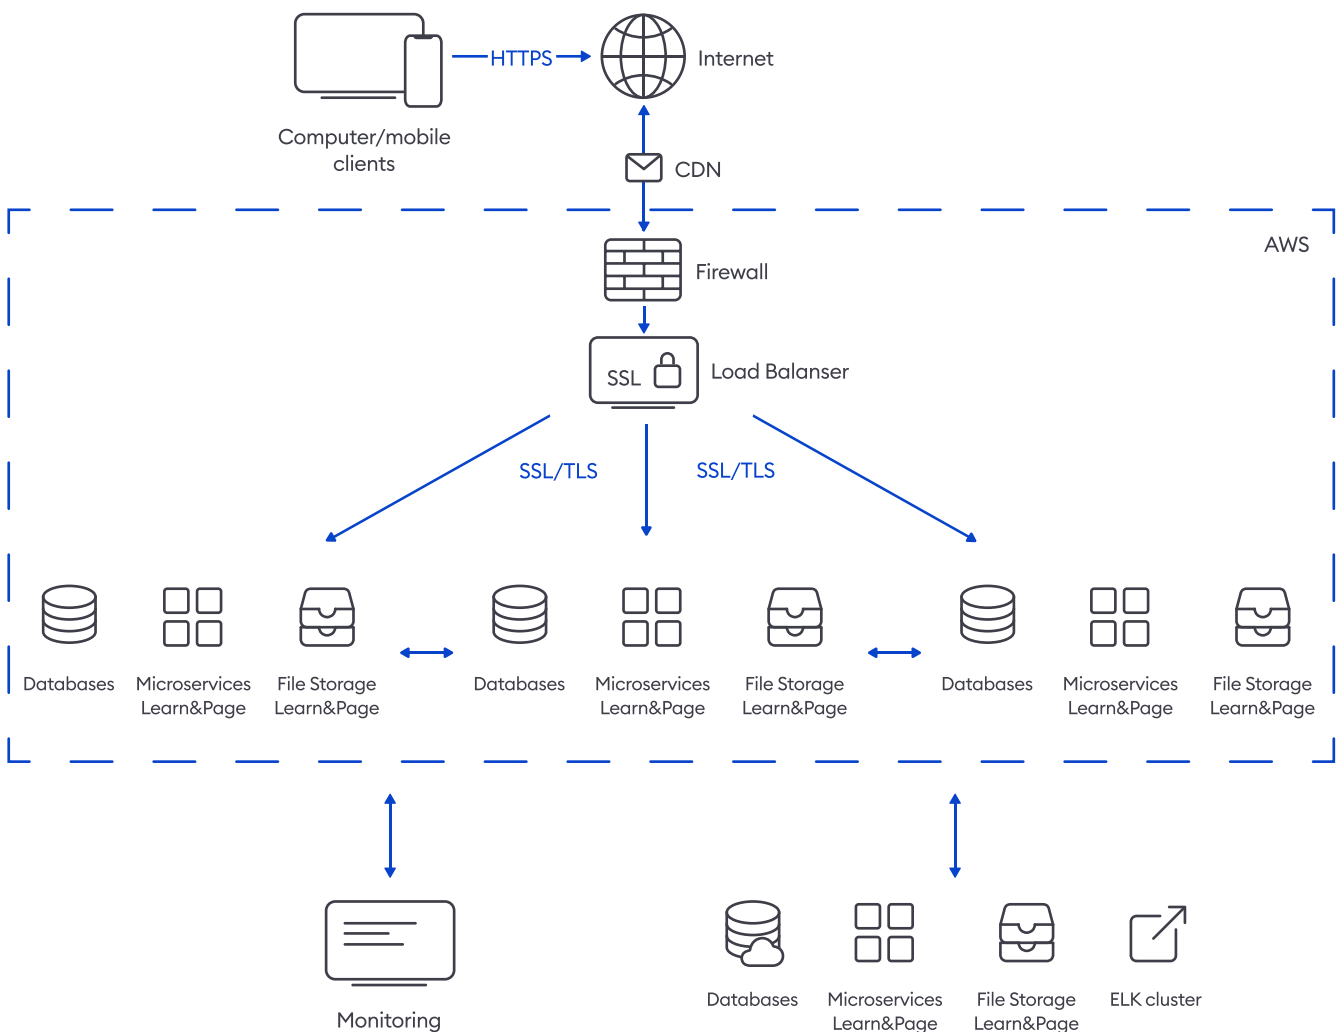 HTTPS
Internet
Computer/mobile
clients
CDN
AWS
Firewall
SSL
Load Balanser
SSL/TLS
SSL/TLS
Databases
Microservices
Learn&Page
File Storage
Learn&Page
Databases
Microservices
Learn&Page
File Storage
Learn&Page
Databases
Microservices
Learn&Page
File Storage
Learn&Page
Monitoring
Databases
Microservices
Learn&Page
File Storage
Learn&Page
ELK cluster